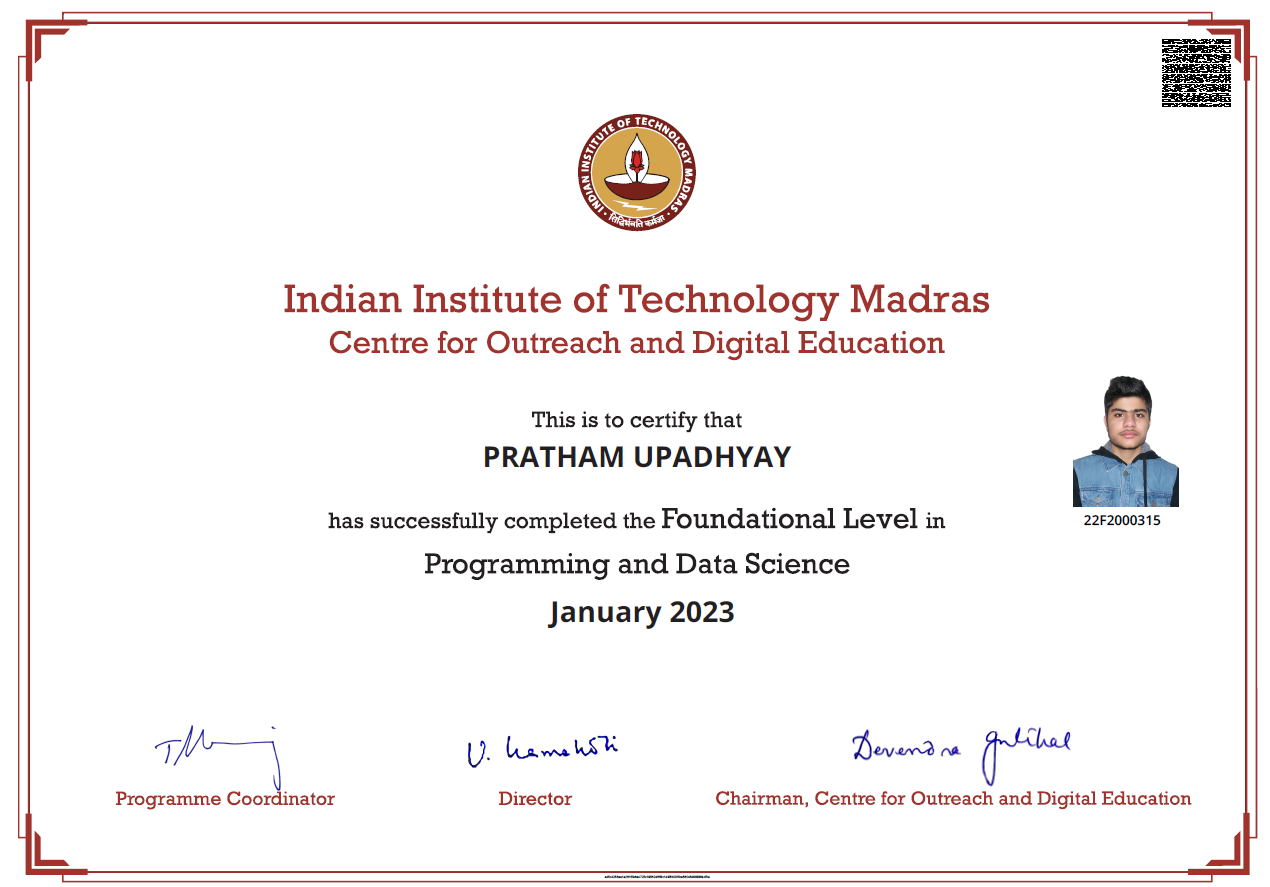 INDIAN INSTITUTE OF TECHNOLOGY MADRAS
सिद्धिर्भवति कर्मजा
Indian Institute of Technology Madras
Centre for Outreach and Digital Education
This is to certify that
PRATHAM UPADHYAY
has successfully completed the Foundational Level in
Programming and Data Science
January 2023
22F2000315
V. Kamakoti
Devendra Jalihal
Programme Coordinator
Director
Chairman, Centre for Outreach and Digital Education